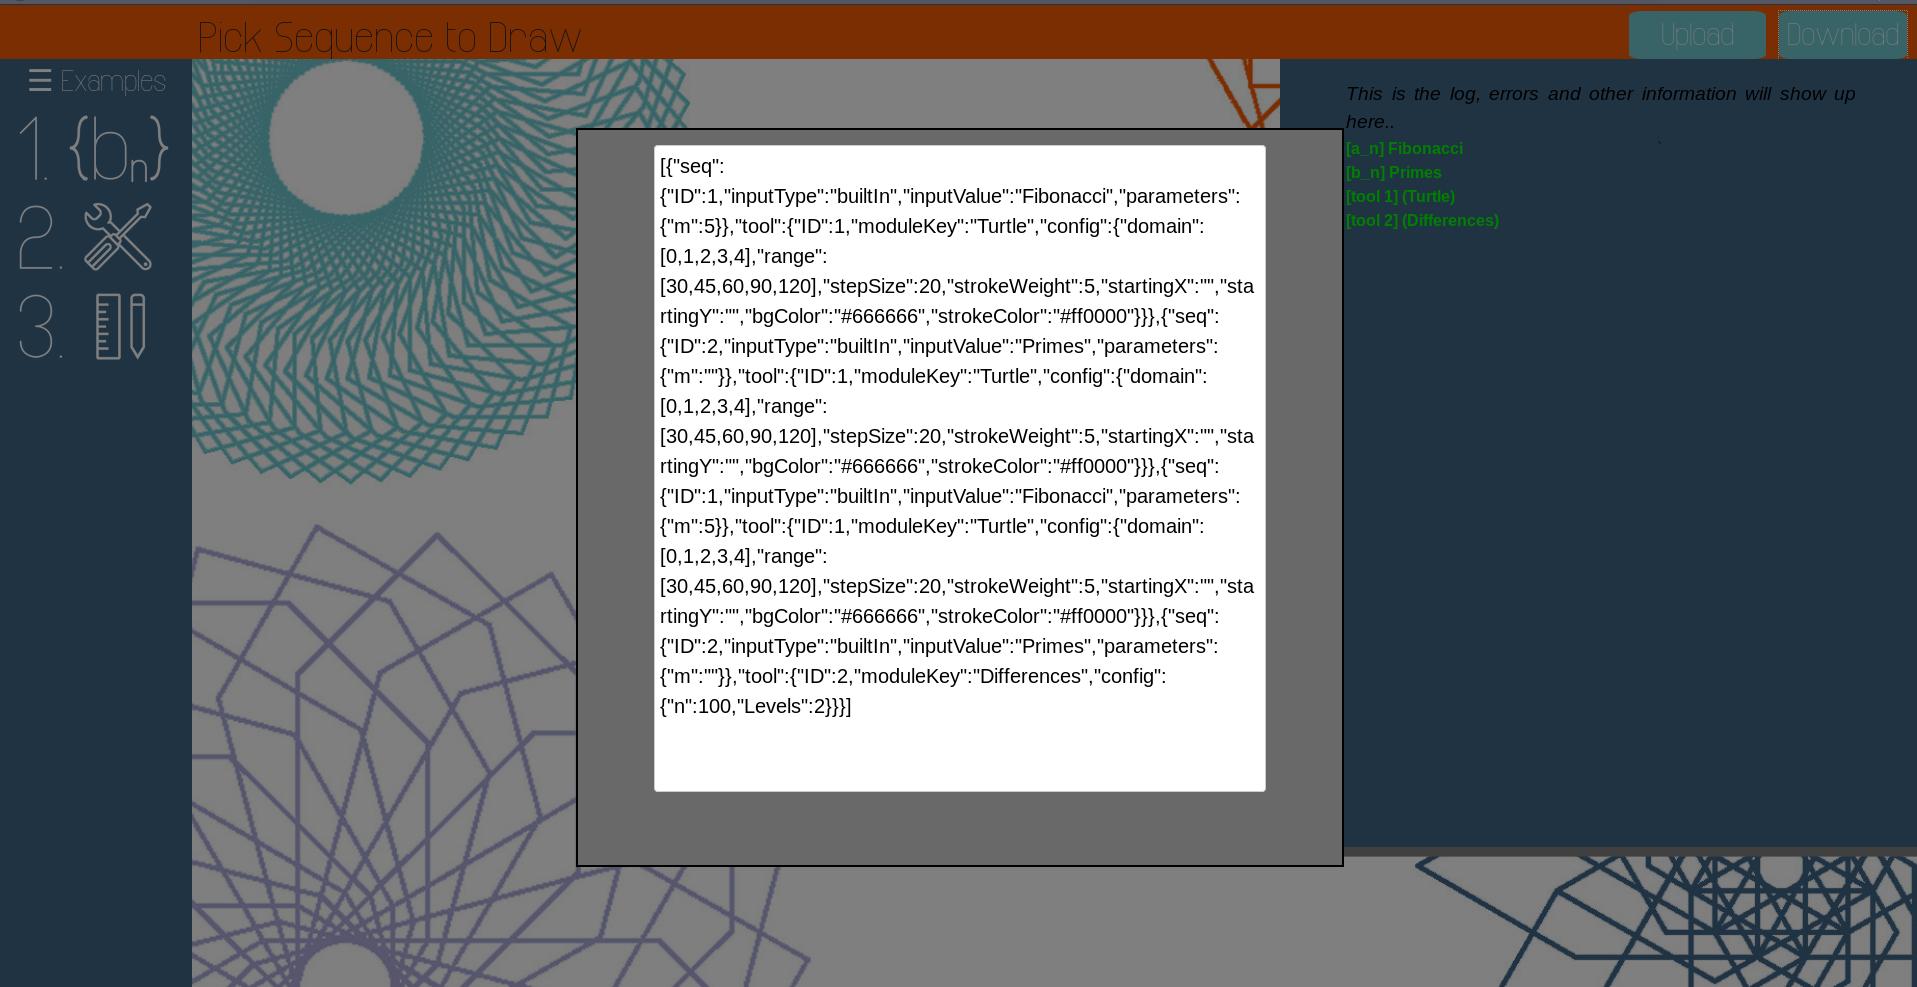 Pick Sequence to Draw
Upload
Download
☰ Examples
1. {bn}
2.
3.
[{"seq":
{"ID":1,"inputType":"builtIn","inputValue":"Fibonacci","parameters":
{"m":5}},"tool":{"ID":1,"moduleKey":"Turtle","config":{"domain":
[0,1,2,3,4],"range":
[30,45,60,90,120],"stepSize":20,"strokeWeight":5,"startingX":"","sta
rtingY":"","bgColor":"#666666","strokeColor":"#ff0000"}}},{"seq":
{"ID":2,"inputType":"builtIn","inputValue":"Primes","parameters":
{"m":""}},"tool":{"ID":1,"moduleKey":"Turtle","config":{"domain":
[0,1,2,3,4],"range":
[30,45,60,90,120],"stepSize":20,"strokeWeight":5,"startingX":"","sta
rtingY":"","bgColor":"#666666","strokeColor":"#ff0000"}}},{"seq":
{"ID":1,"inputType":"builtIn","inputValue":"Fibonacci","parameters":
{"m":5}},"tool":{"ID":1,"moduleKey":"Turtle","config":{"domain":
[0,1,2,3,4],"range":
[30,45,60,90,120],"stepSize":20,"strokeWeight":5,"startingX":"","sta
rtingY":"","bgColor":"#666666","strokeColor":"#ff0000"}}},{"seq":
{"ID":2,"inputType":"builtIn","inputValue":"Primes","parameters":
{"m":""}},"tool":{"ID":2,"moduleKey":"Differences","config":
{"n":100,"Levels":2}}}]
This is the log, errors and other information will show up
here..
[a_n] Fibonacci
[b_n] Primes
[tool 1] (Turtle)
[tool 2] (Differences)